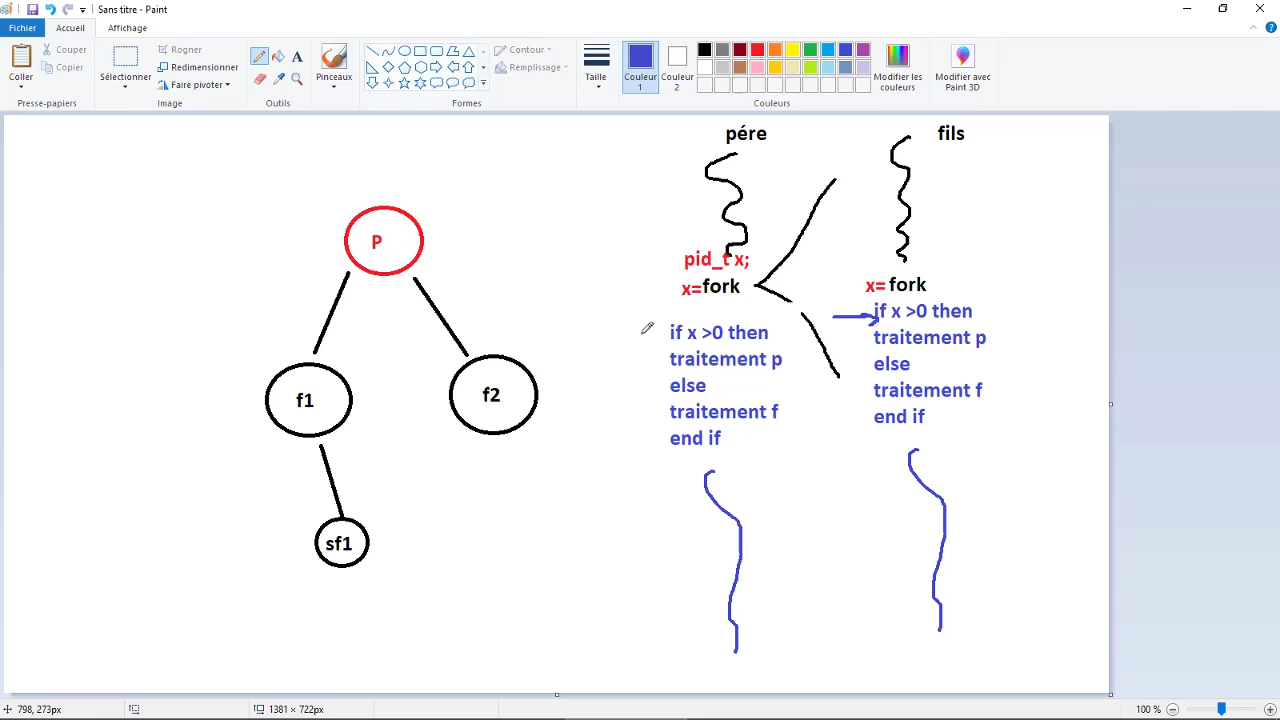 Sans titre - Paint
Fichier
Accueil
Affichage
Coller
Couper
Copier
Presse-papiers
Sélectionner
Rogner
Redimensionner
Faire pivoter
Image
A
Outils
Pinceaux
Contour
Remplissage
Formes
Taille
Couleur 1
Couleur 2
Modifier les couleurs
Couleurs
Modifier avec Paint 3D
P
f1
f2
sf1
pére
pid_t x;
x=fork
if x >0 then
traitement p
else
traitement f
end if
fils
x= fork
if x >0 then
traitement p
else
traitement f
end if
798, 273px
1381 × 722px
100 %